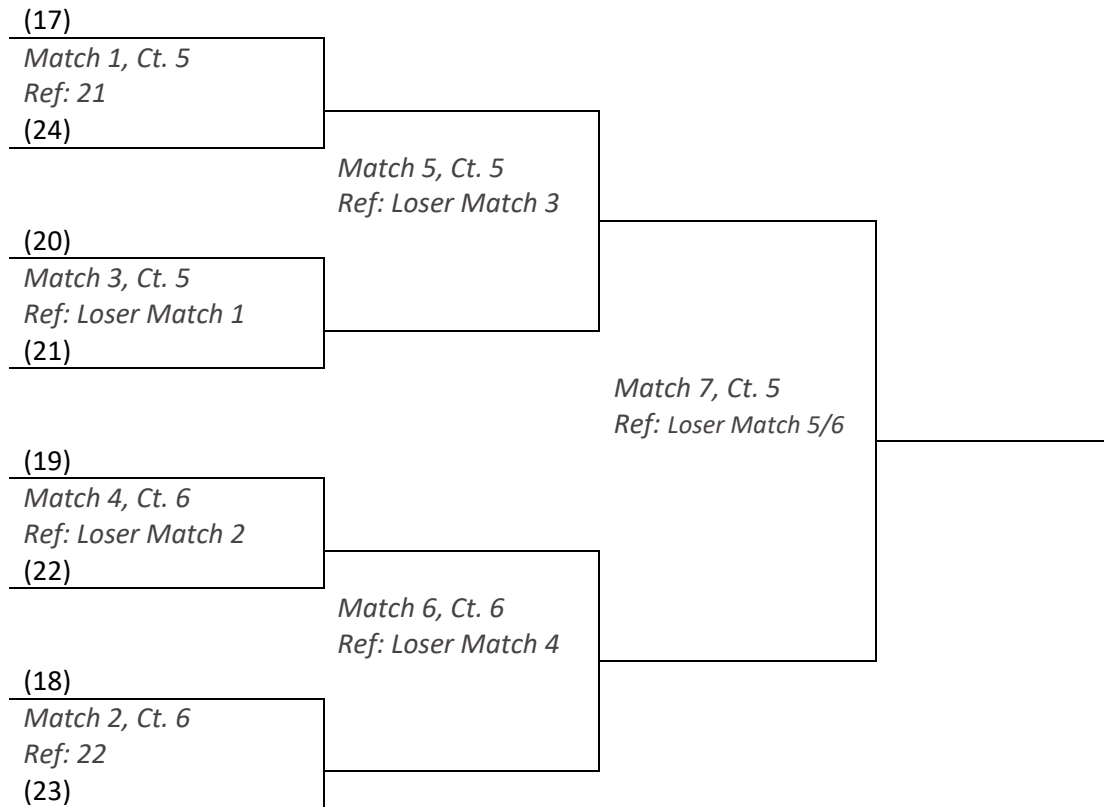 (17)
Match 1, Ct. 5
Ref: 21
(24)
Match 5, Ct. 5
Ref: Loser Match 3
(20)
Match 3, Ct. 5
Ref: Loser Match 1
(21)
Match 7, Ct. 5
Ref: Loser Match 5/6
(19)
Match 4, Ct. 6
Ref: Loser Match 2
(22)
Match 6, Ct. 6
Ref: Loser Match 4
(18)
Match 2, Ct. 6
Ref: 22
(23)